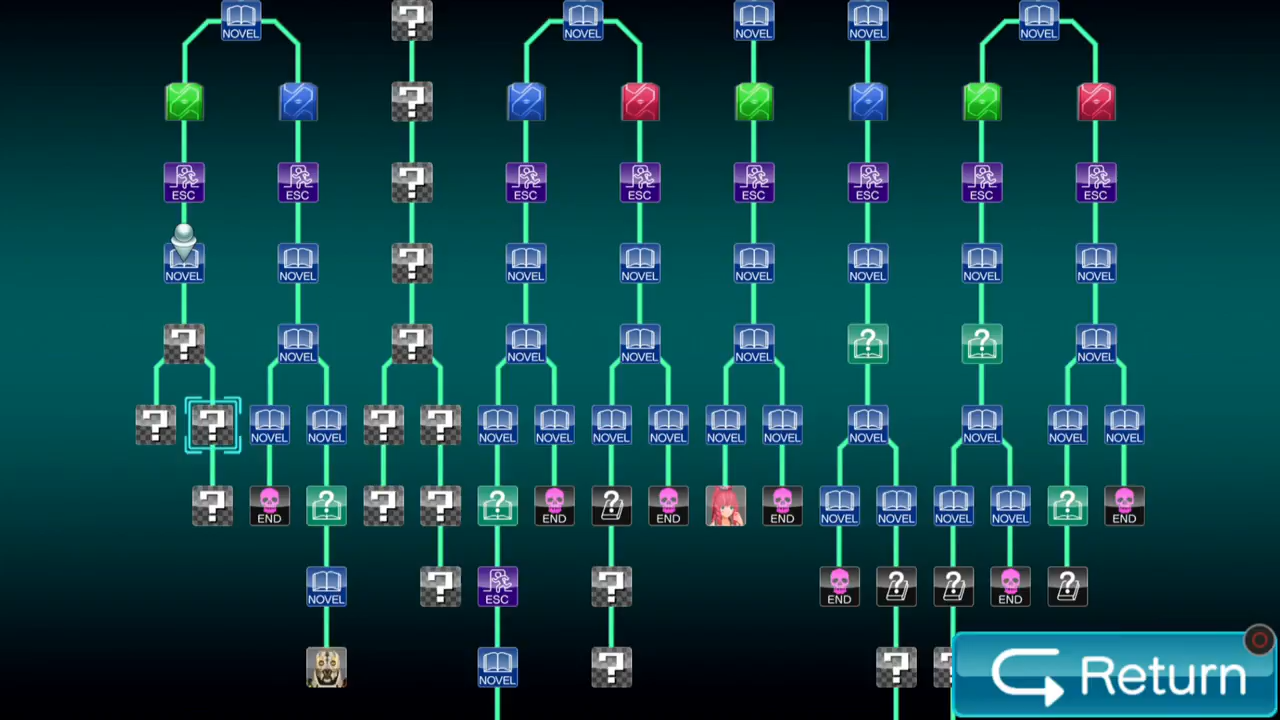 NOVEL NOVEL NOVEL NOVEL NOVEL
?
?
ESC ESC ? ESC ESC ESC ESC ESC ESC
NOVEL NOVEL ? NOVEL NOVEL NOVEL NOVEL NOVEL NOVEL
? NOVEL ? NOVEL NOVEL NOVEL ? ? NOVEL
? ? NOVEL NOVEL ? ? NOVEL NOVEL NOVEL NOVEL NOVEL NOVEL NOVEL NOVEL NOVEL NOVEL
? END ? ? ? ? END ? END END NOVEL NOVEL NOVEL NOVEL ? END
NOVEL ? ESC ? END ? ? END ?
NOVEL ? ? ?
Return